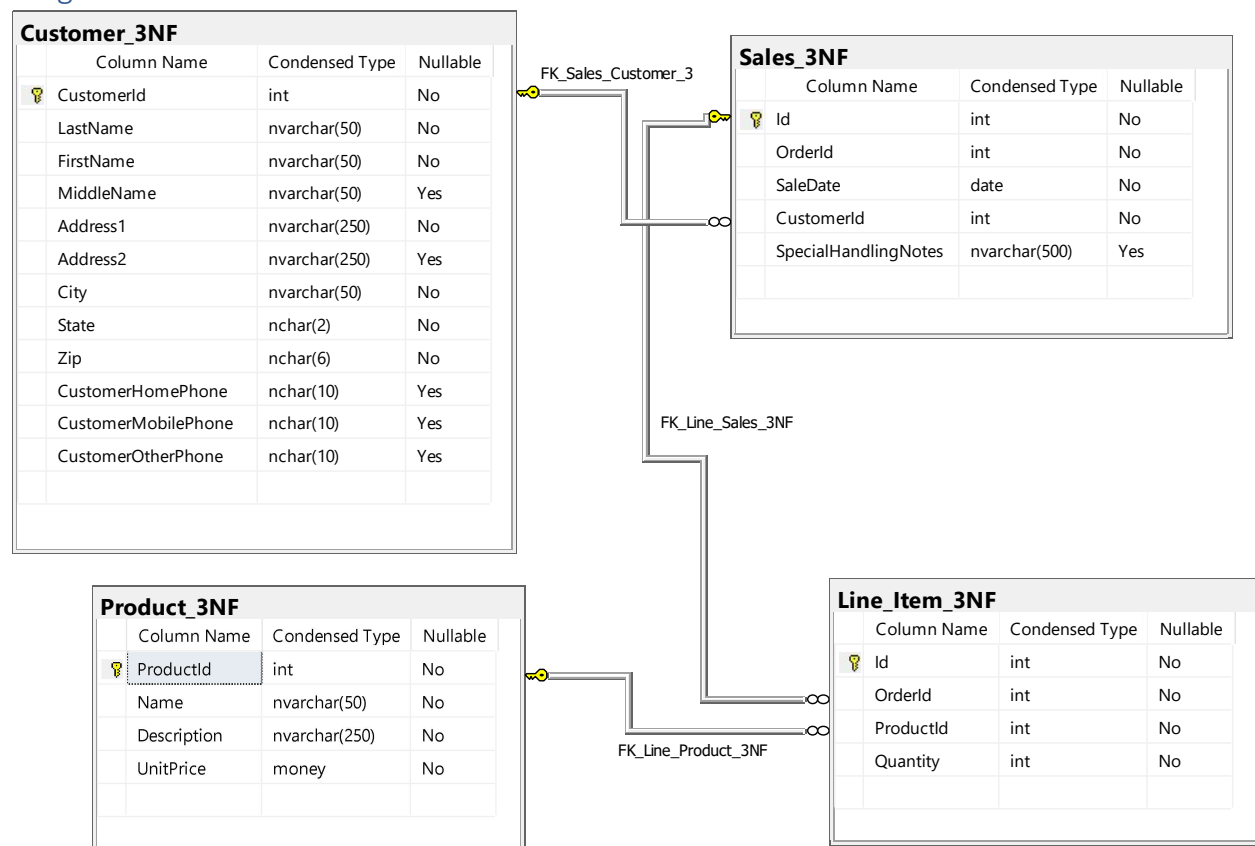 Customer_3NF
Column Name Condensed Type Nullable
CustomerId int No
LastName nvarchar(50) No
FirstName nvarchar(50) No
MiddleName nvarchar(50) Yes
Address1 nvarchar(250) No
Address2 nvarchar(250) Yes
City nvarchar(50) No
State nchar(2) No
Zip nchar(6) No
CustomerHomePhone nchar(10) Yes
CustomerMobilePhone nchar(10) Yes
CustomerOtherPhone nchar(10) Yes
FK_Sales_Customer_3
Sales_3NF
Column Name Condensed Type Nullable
Id int No
OrderId int No
SaleDate date No
CustomerId int No
SpecialHandlingNotes nvarchar(500) Yes
FK_Line_Sales_3NF
Product_3NF
Column Name Condensed Type Nullable
ProductId int No
Name nvarchar(50) No
Description nvarchar(250) No
UnitPrice money No
FK_Line_Product_3NF
Line_Item_3NF
Column Name Condensed Type Nullable
Id int No
OrderId int No
ProductId int No
Quantity int No